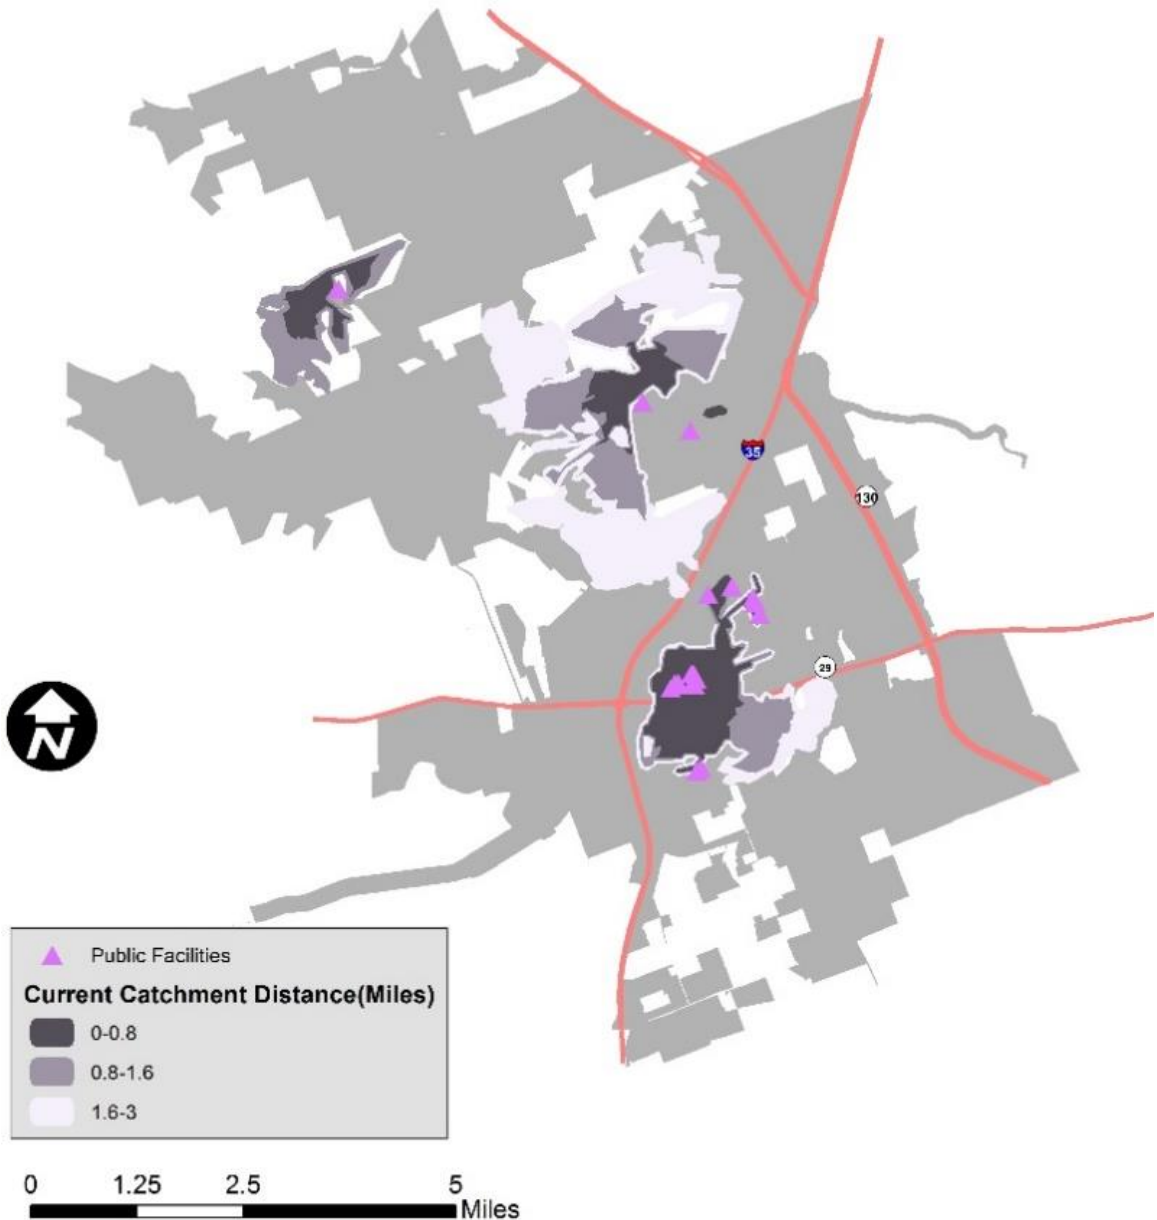 35
130
29
N
Public Facilities
Current Catchment Distance(Miles)
0-0.8
0.8-1.6
1.6-3
0 1.25 2.5 5
Miles